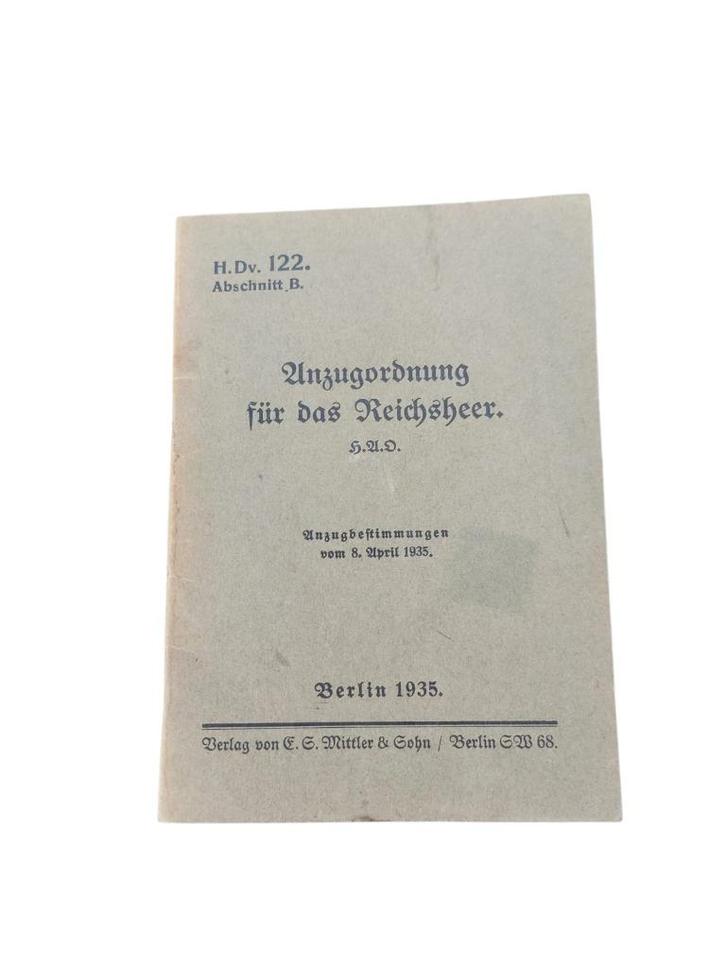 H.Dv. 122.
Abschnitt B.
Anzugordnung
für das Reichsheer.
H.A.O.
Anzugbeſtimmungen
vom 8. April 1935.
Berlin 1935.
Verlag von E. S. Mittler & Sohn / Berlin SW 68.